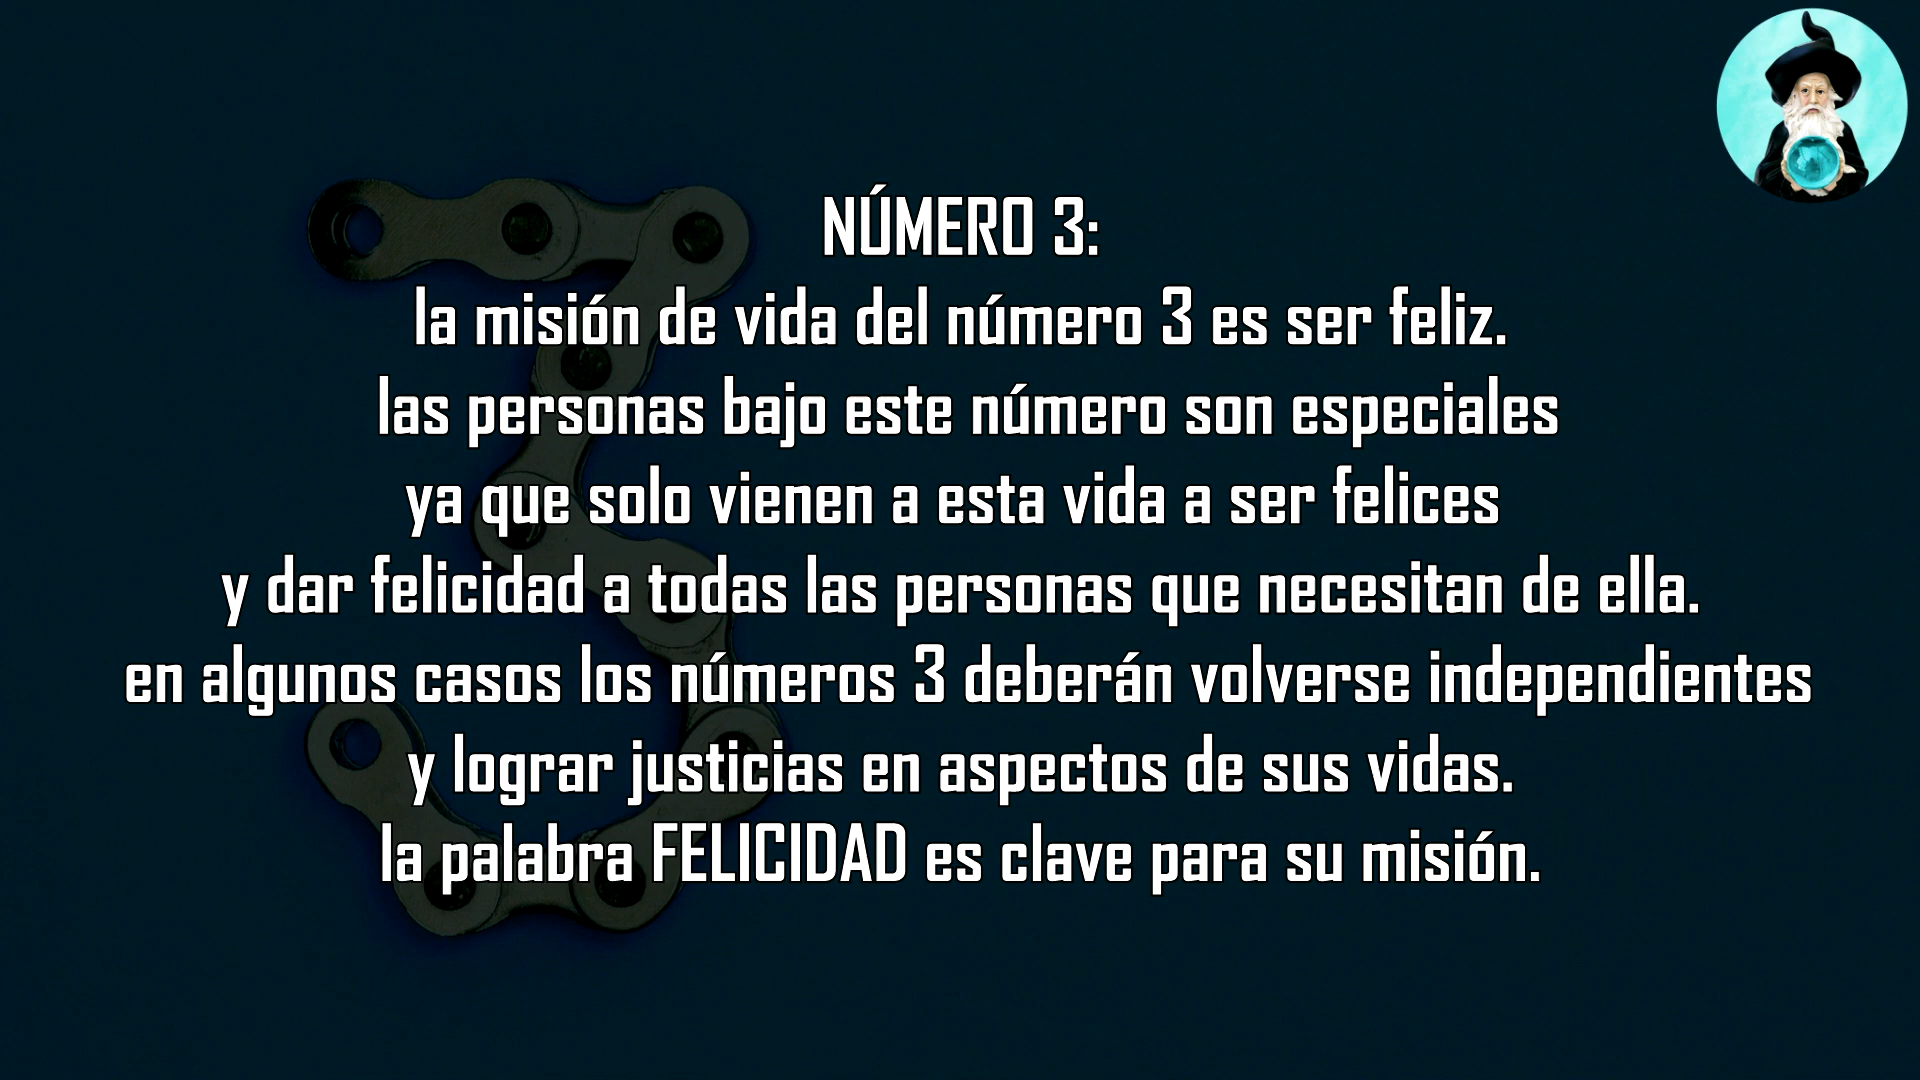 NÚMERO 3:
la misión de vida del número 3 es ser feliz.
las personas bajo este número son especiales
ya que solo vienen a esta vida a ser felices
y dar felicidad a todas las personas que necesitan de ella.
en algunos casos los números 3 deberán volverse independientes
y lograr justicias en aspectos de sus vidas.
la palabra FELICIDAD es clave para su misión.